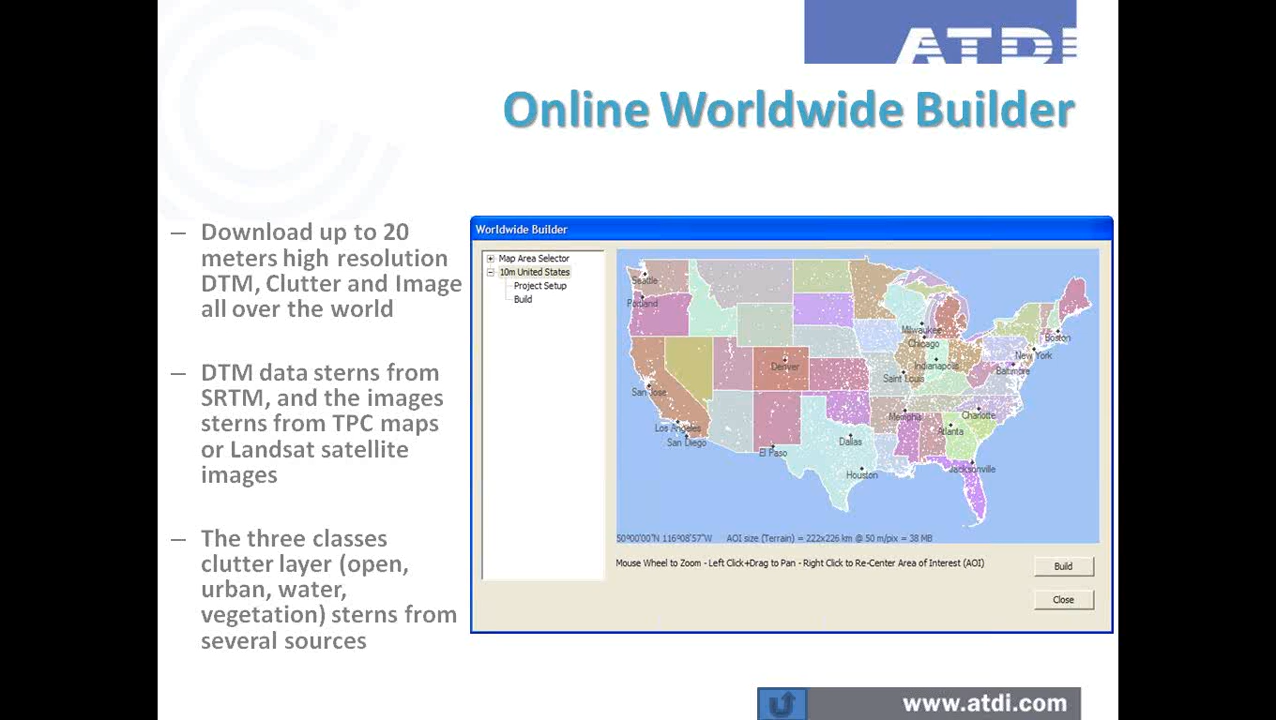 ATDI
Online Worldwide Builder
– Download up to 20
meters high resolution
DTM, Clutter and Image
all over the world
– DTM data sterns from
SRTM, and the images
sterns from TPC maps
or Landsat satellite
images
– The three classes
clutter layer (open,
urban, water,
vegetation) sterns from
several sources
Worldwide Builder
Map Area Selector
10m United States
Project Setup
Build
Seattle
Portland
Milwaukee
Chicago
Boston
New York
Denver
Indianapolis
Baltimore
Saint Louis
San Jose
Memphis
Charlotte
Los Angeles
Atlanta
San Diego
Dallas
El Paso
Jacksonville
Houston
50º00'00"N 116º08'57"W AOI size (Terrain) = 222x226 km @ 50 m/pix = 38 MB
Mouse Wheel to Zoom - Left Click+Drag to Pan - Right Click to Re-Center Area of Interest (AOI)
Build
Close
www.atdi.com